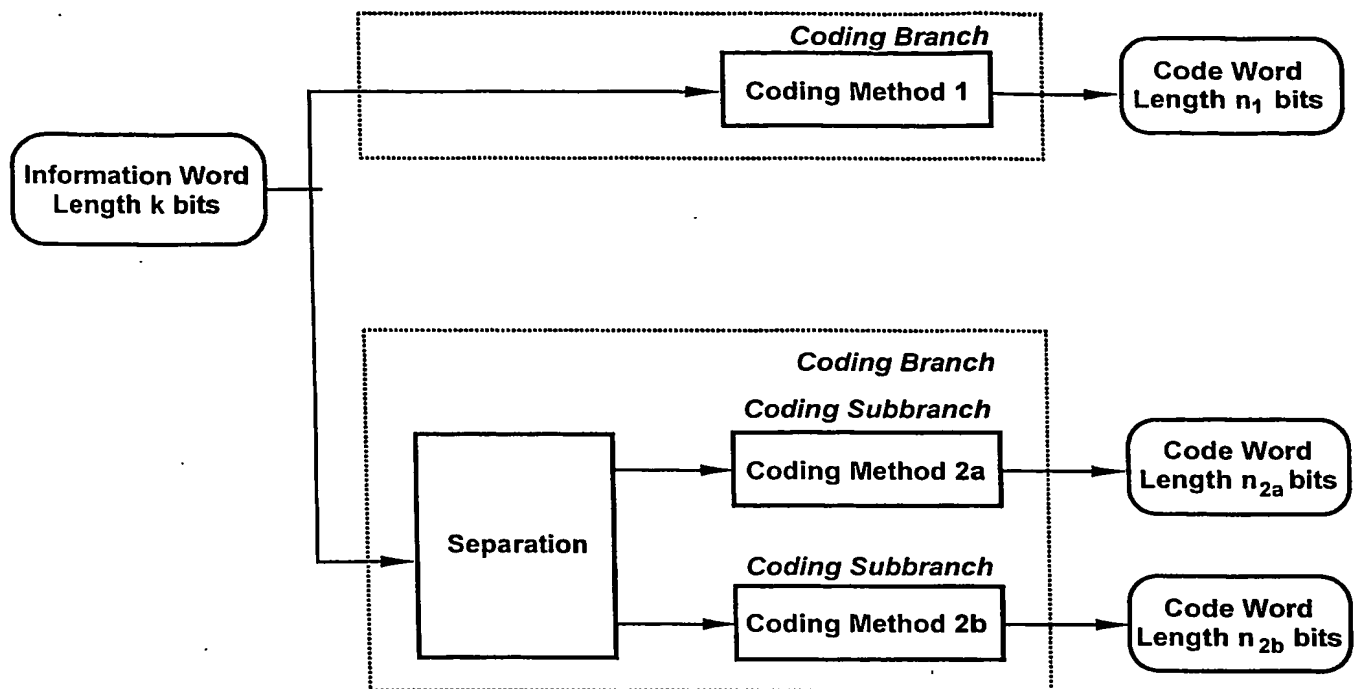 Coding Branch
Coding Method 1
Code Word
Length n₁ bits
Information Word
Length k bits
Coding Branch
Coding Subbranch
Coding Method 2a
Code Word
Length n₂ₐ bits
Separation
Coding Subbranch
Coding Method 2b
Code Word
Length n_2b bits